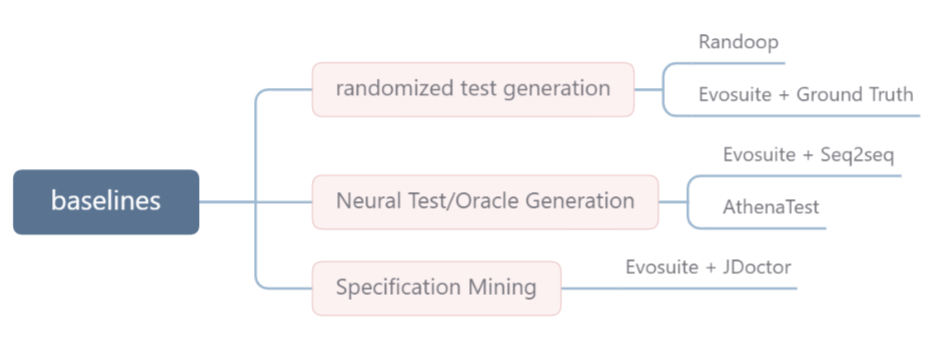 baselines
randomized test generation
Randoop
Evosuite + Ground Truth
Neural Test/Oracle Generation
Evosuite + Seq2seq
AthenaTest
Specification Mining
Evosuite + JDoctor